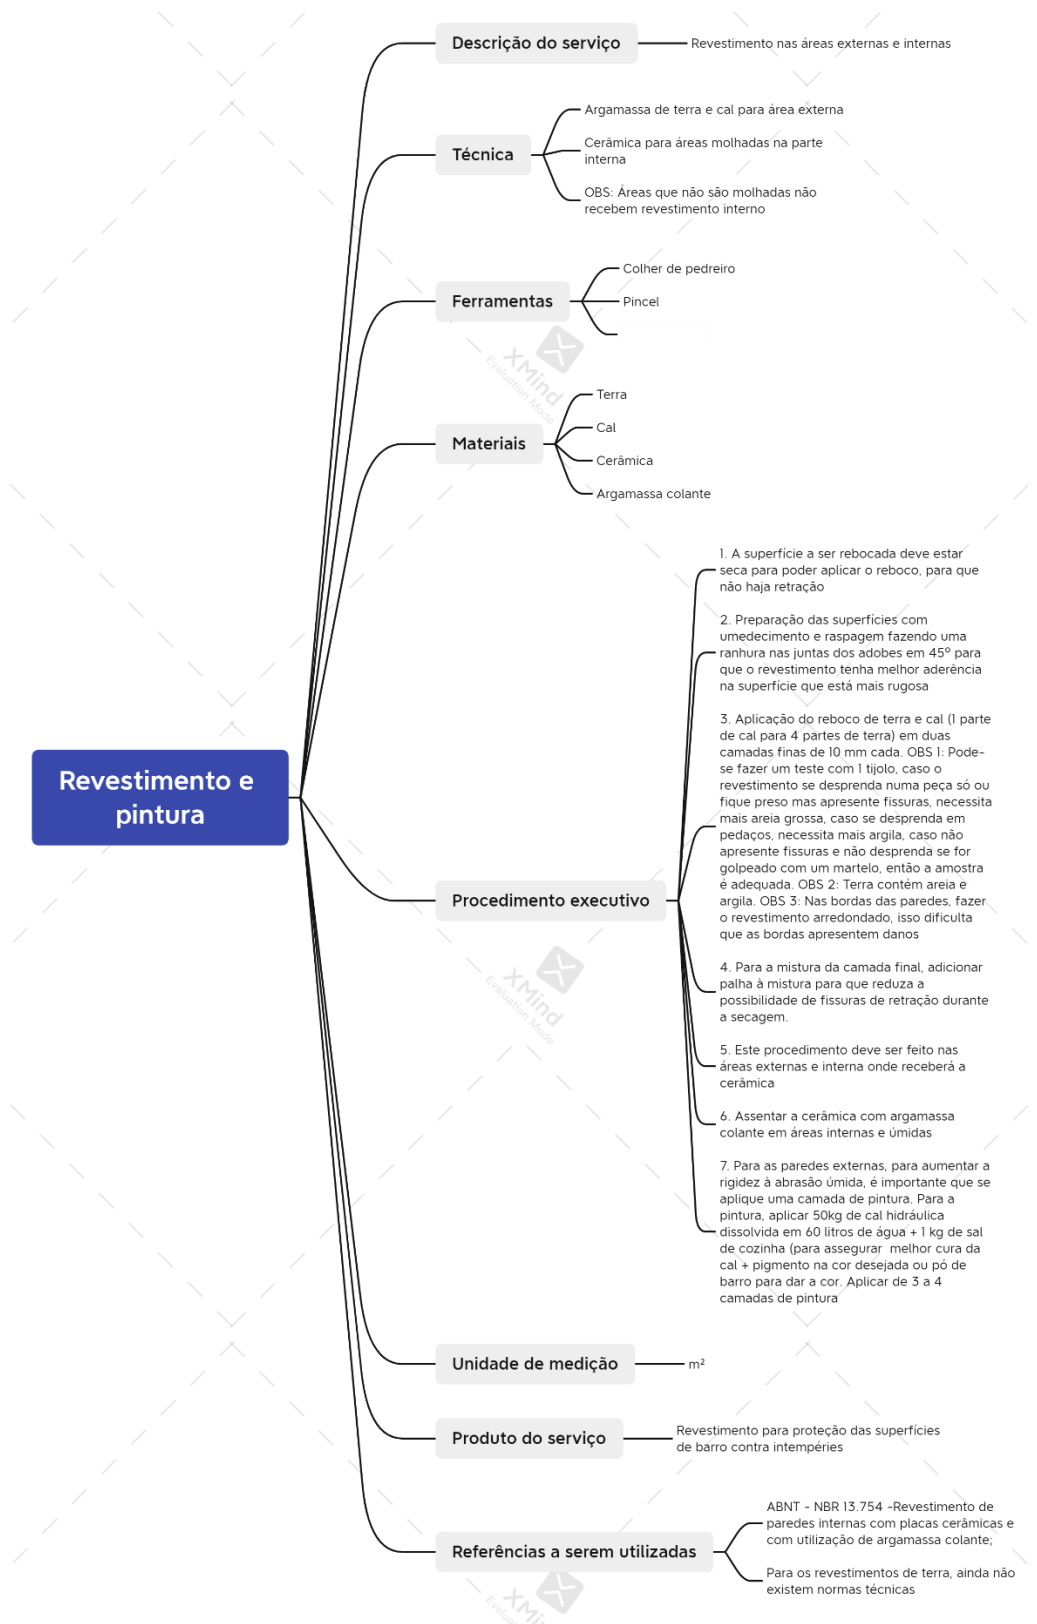 Descrição do serviço
Revestimento nas áreas externas e internas
Técnica
Argamassa de terra e cal para área externa
Cerâmica para áreas molhadas na parte
interna
OBS: Áreas que não são molhadas não
recebem revestimento interno
Ferramentas
Colher de pedreiro
Pincel
XMind
Evaluation Mode
Materiais
Terra
Cal
Cerâmica
Argamassa colante
Revestimento e
pintura
Procedimento executivo
1. A superfície a ser rebocada deve estar
seca para poder aplicar o reboco, para que
não haja retração
2. Preparação das superfícies com
umedecimento e raspagem fazendo uma
ranhura nas juntas dos adobes em 45º para
que o revestimento tenha melhor aderência
na superfície que está mais rugosa
3. Aplicação do reboco de terra e cal (1 parte
de cal para 4 partes de terra) em duas
camadas finas de 10 mm cada. OBS 1: Pode-
se fazer um teste com 1 tijolo, caso o
revestimento se desprenda numa peça só ou
fique preso mas apresente fissuras, necessita
mais areia grossa, caso se desprenda em
pedaços, necessita mais argila, caso não
apresente fissuras e não desprenda se for
golpeado com um martelo, então a amostra
é adequada. OBS 2: Terra contém areia e
argila. OBS 3: Nas bordas das paredes, fazer
o revestimento arredondado, isso dificulta
que as bordas apresentem danos
4. Para a mistura da camada final, adicionar
palha à mistura para que reduza a
possibilidade de fissuras de retração durante
a secagem.
5. Este procedimento deve ser feito nas
áreas externas e interna onde receberá a
cerâmica
6. Assentar a cerâmica com argamassa
colante em áreas internas e úmidas
7. Para as paredes externas, para aumentar a
rigidez à abrasão úmida, é importante que se
aplique uma camada de pintura. Para a
pintura, aplicar 50kg de cal hidráulica
dissolvida em 60 litros de água + 1 kg de sal
de cozinha (para assegurar  melhor cura da
cal + pigmento na cor desejada ou pó de
barro para dar a cor. Aplicar de 3 a 4
camadas de pintura
XMind
Evaluation Mode
Unidade de medição
m²
Produto do serviço
Revestimento para proteção das superfícies
de barro contra intempéries
Referências a serem utilizadas
ABNT - NBR 13.754 -Revestimento de
paredes internas com placas cerâmicas e
com utilização de argamassa colante;
Para os revestimentos de terra, ainda não
existem normas técnicas
XMin
Evalua